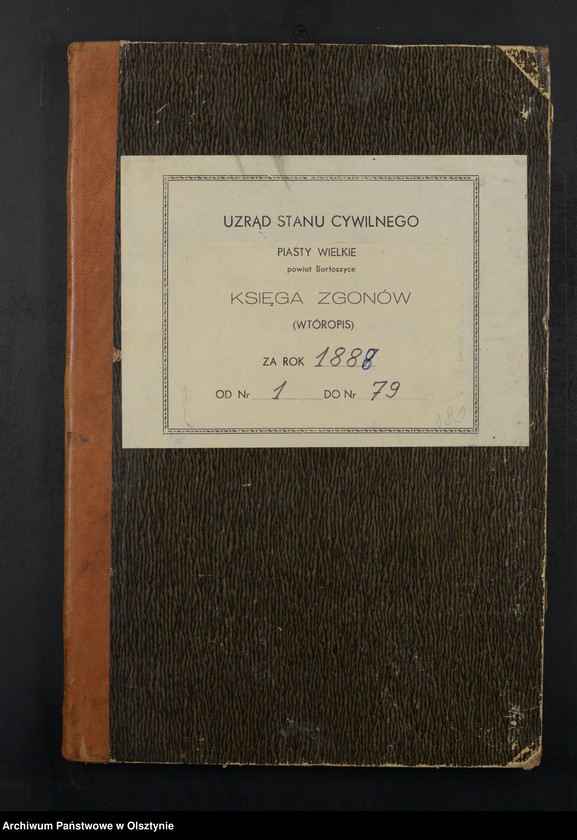 UZRĄD STANU CYWILNEGO
PIASTY WIELKIE
powiat Bartoszyce
KSIĘGA ZGONÓW
(WTÓROPIS)
ZA ROK 1888
OD Nr 1 DO Nr 79
Archiwum Państwowe w Olsztynie